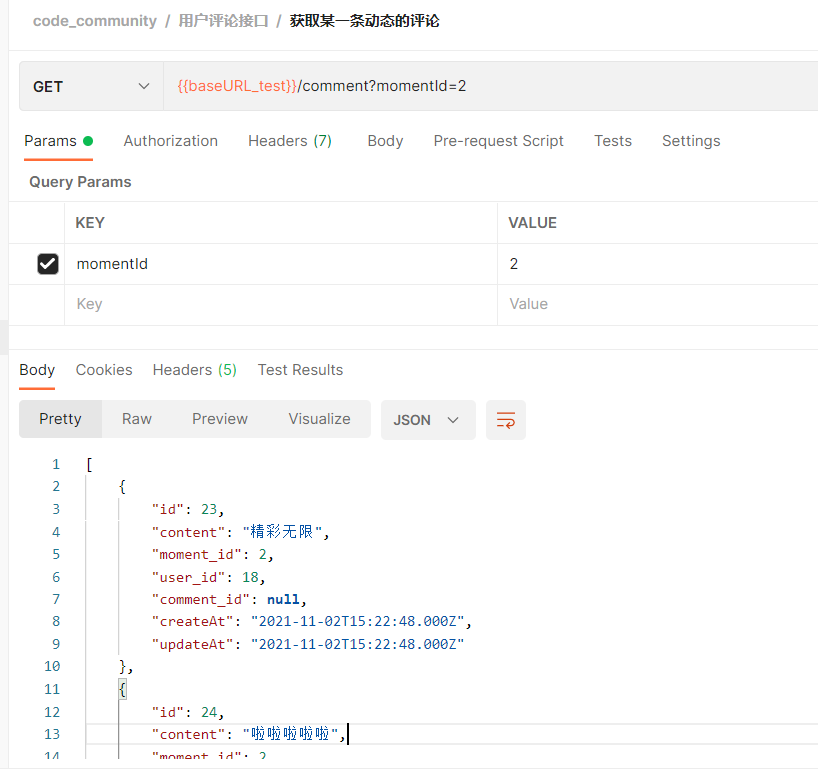 code_community / 用户评论接口 / 获取某一条动态的评论
GET {{baseURL_test}}/comment?momentId=2
Params Authorization Headers (7) Body Pre-request Script Tests Settings
Query Params
KEY VALUE
momentId 2
Key Value
Body Cookies Headers (5) Test Results
Pretty Raw Preview Visualize JSON
1 [
2 {
3 "id": 23,
4 "content": "精彩无限",
5 "moment_id": 2,
6 "user_id": 18,
7 "comment_id": null,
8 "createAt": "2021-11-02T15:22:48.000Z",
9 "updateAt": "2021-11-02T15:22:48.000Z"
10 },
11 {
12 "id": 24,
13 "content": "啦啦啦啦啦",
14 "moment_id": 2